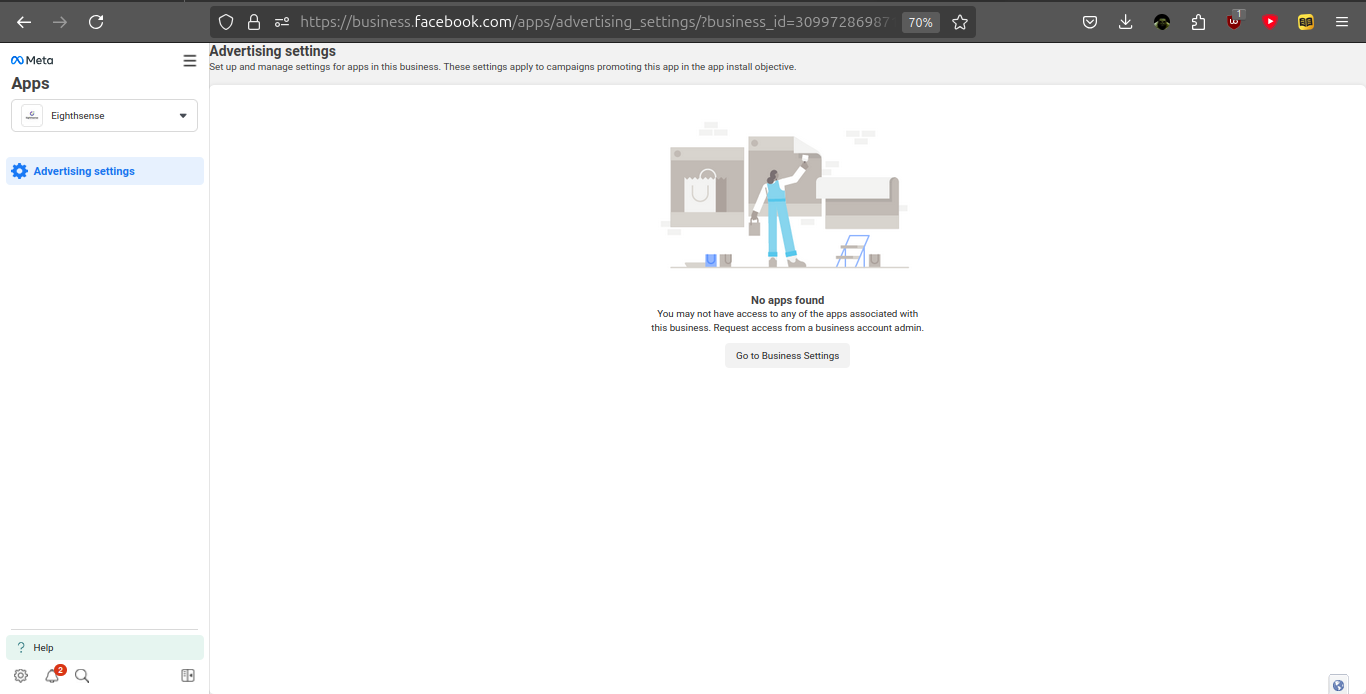 https://business.facebook.com/apps/advertising_settings/?business_id=30997286987
70%
1
Meta
Apps
Eighthsense
Advertising settings
Help
2
Advertising settings
Set up and manage settings for apps in this business. These settings apply to campaigns promoting this app in the app install objective.
No apps found
You may not have access to any of the apps associated with
this business. Request access from a business account admin.
Go to Business Settings